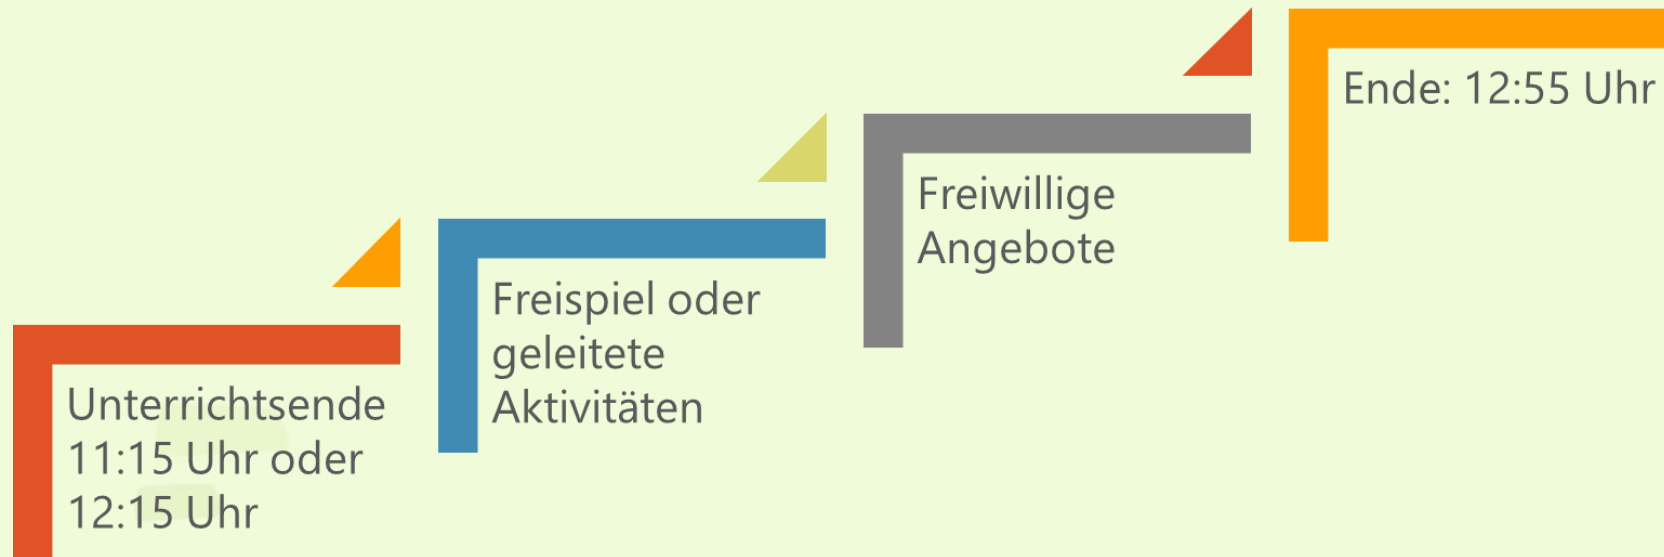 Unterrichtsende
11:15 Uhr oder
12:15 Uhr
Freispiel oder
geleitete
Aktivitäten
Freiwillige
Angebote
Ende: 12:55 Uhr